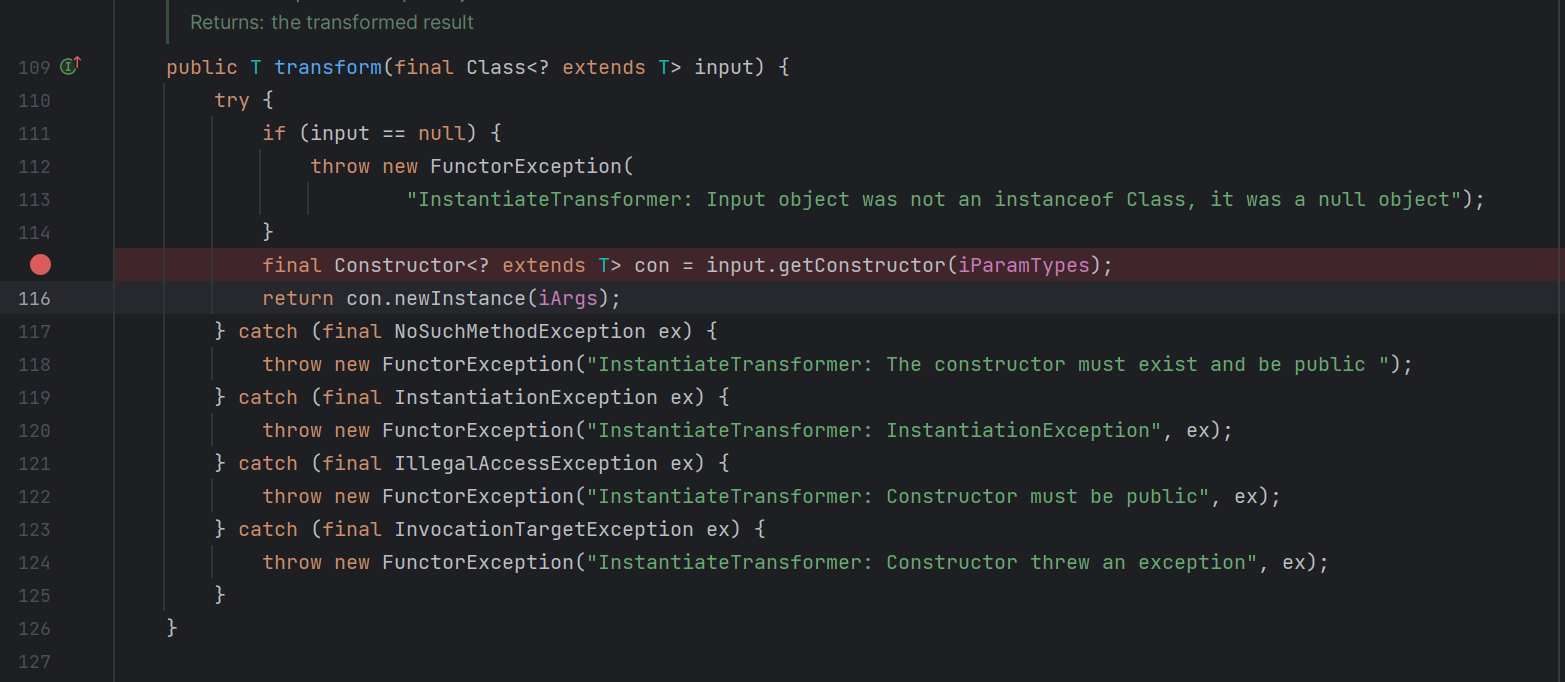 Returns: the transformed result
109 public T transform(final Class<? extends T> input) {
110 try {
111 if (input == null) {
112 throw new FunctorException(
113 "InstantiateTransformer: Input object was not an instanceof Class, it was a null object");
114 }
final Constructor<? extends T> con = input.getConstructor(iParamTypes);
116 return con.newInstance(iArgs);
117 } catch (final NoSuchMethodException ex) {
118 throw new FunctorException("InstantiateTransformer: The constructor must exist and be public ");
119 } catch (final InstantiationException ex) {
120 throw new FunctorException("InstantiateTransformer: InstantiationException", ex);
121 } catch (final IllegalAccessException ex) {
122 throw new FunctorException("InstantiateTransformer: Constructor must be public", ex);
123 } catch (final InvocationTargetException ex) {
124 throw new FunctorException("InstantiateTransformer: Constructor threw an exception", ex);
125 }
126 }
127